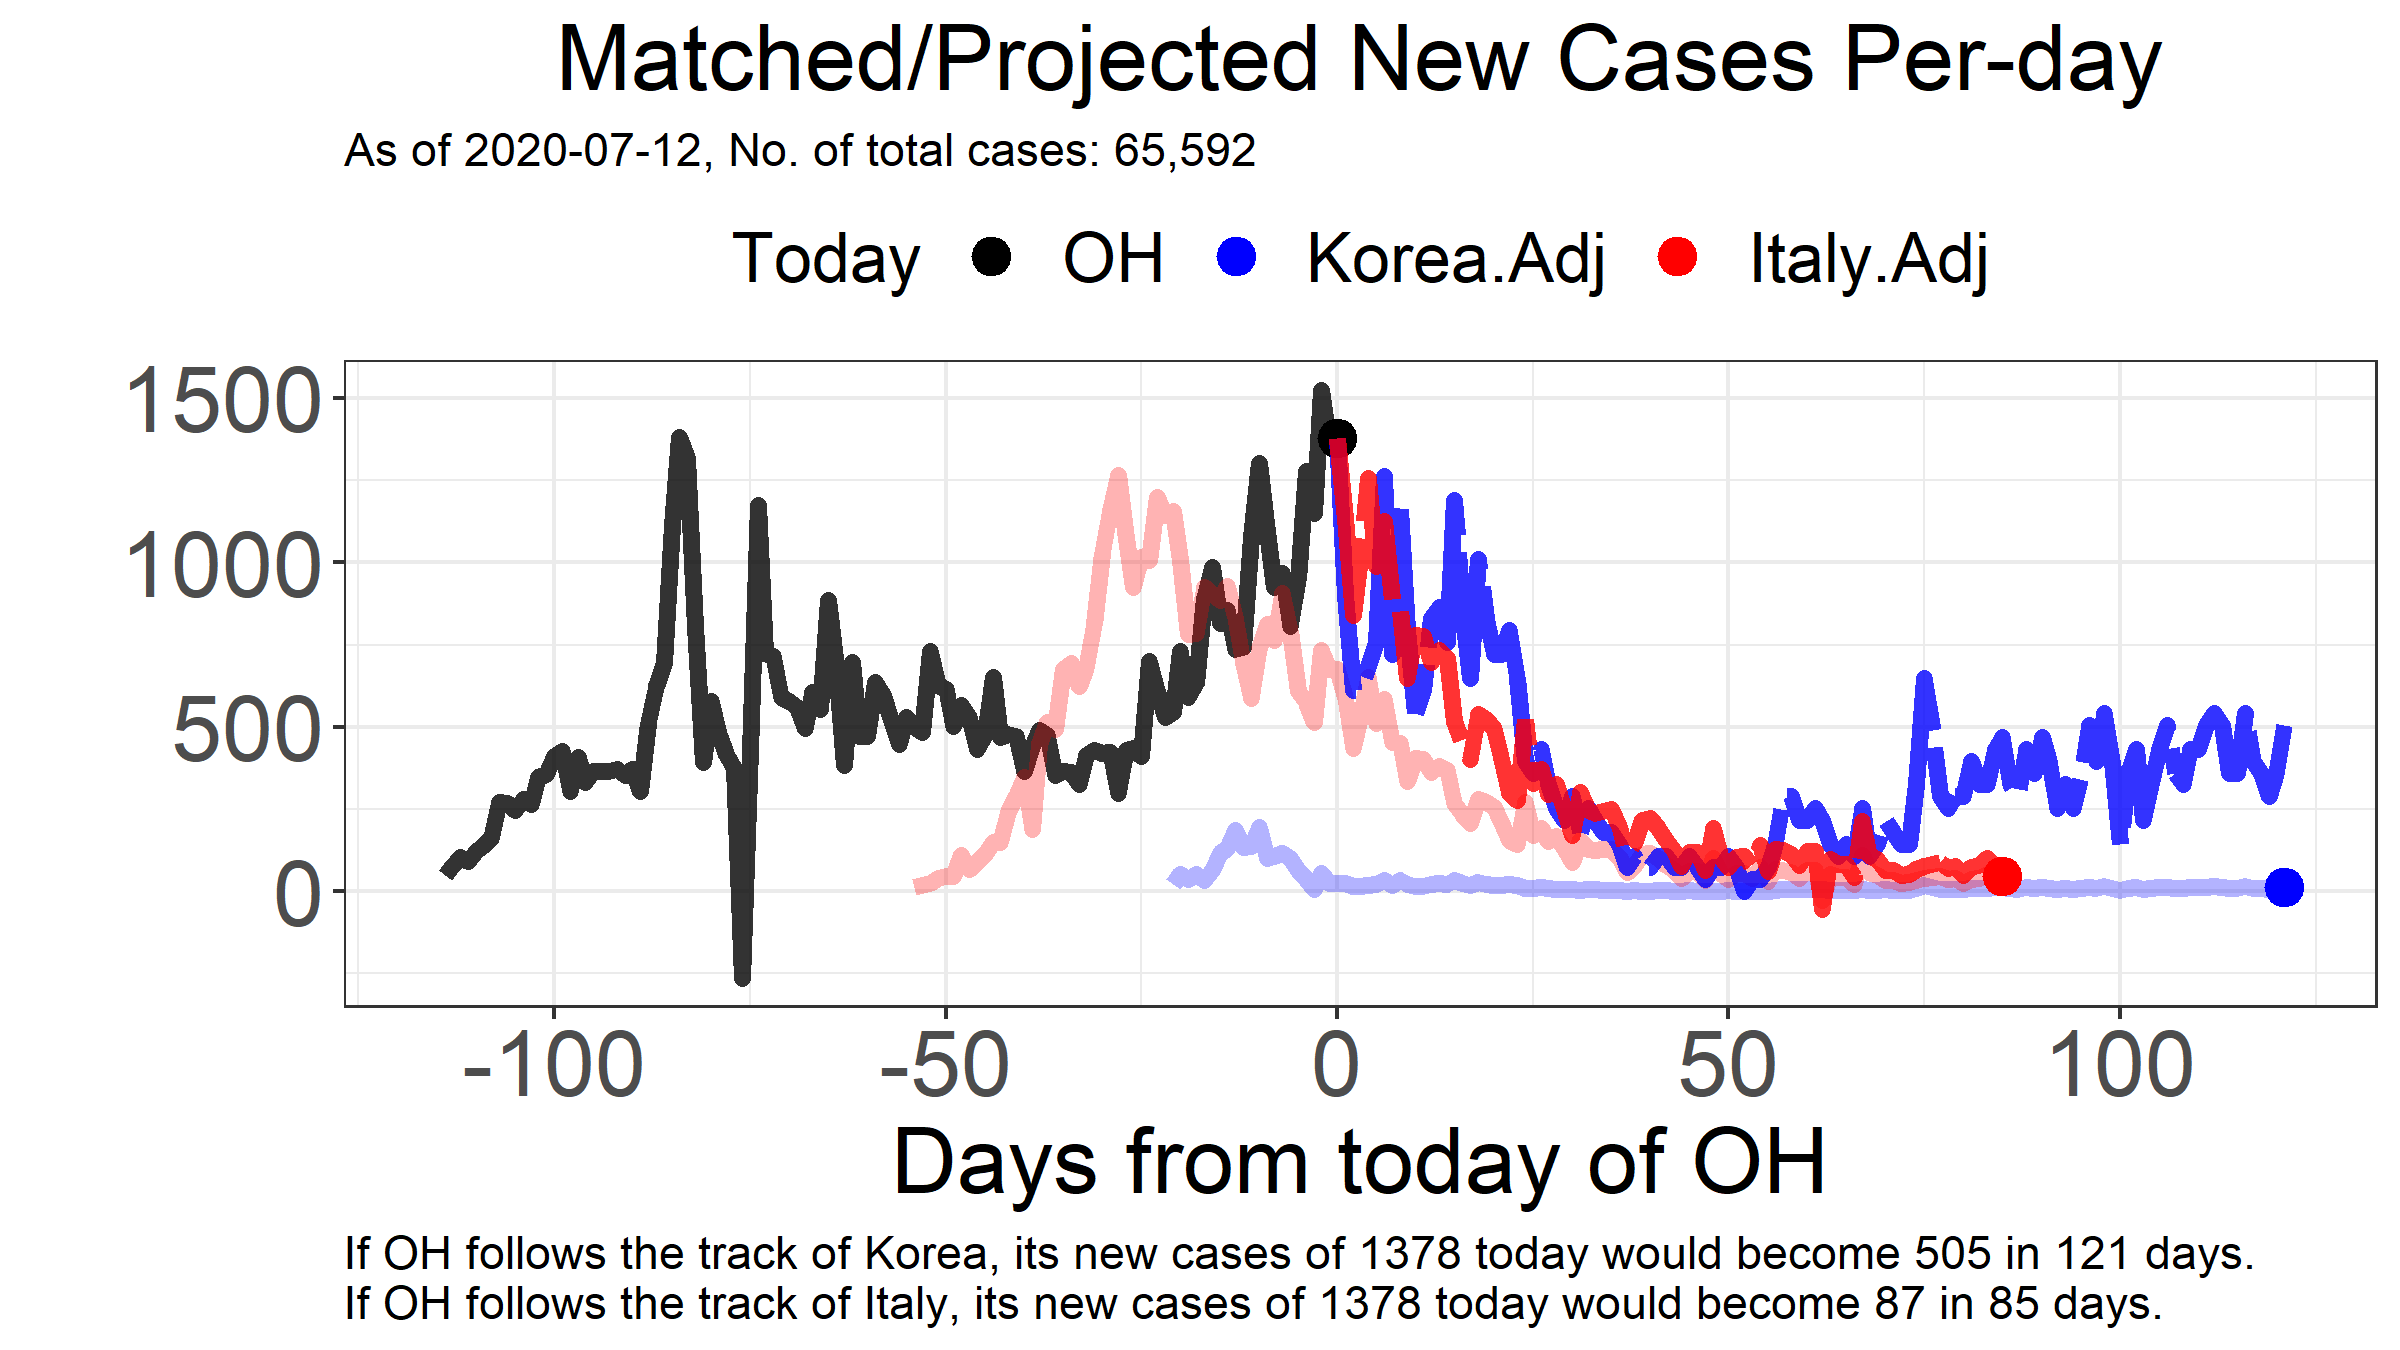 Matched/Projected New Cases Per-day
As of 2020-07-12, No. of total cases: 65,592
Today OH Korea.Adj Italy.Adj
1500
1000
500
0
-100 -50 0 50 100
Days from today of OH
If OH follows the track of Korea, its new cases of 1378 today would become 505 in 121 days.
If OH follows the track of Italy, its new cases of 1378 today would become 87 in 85 days.